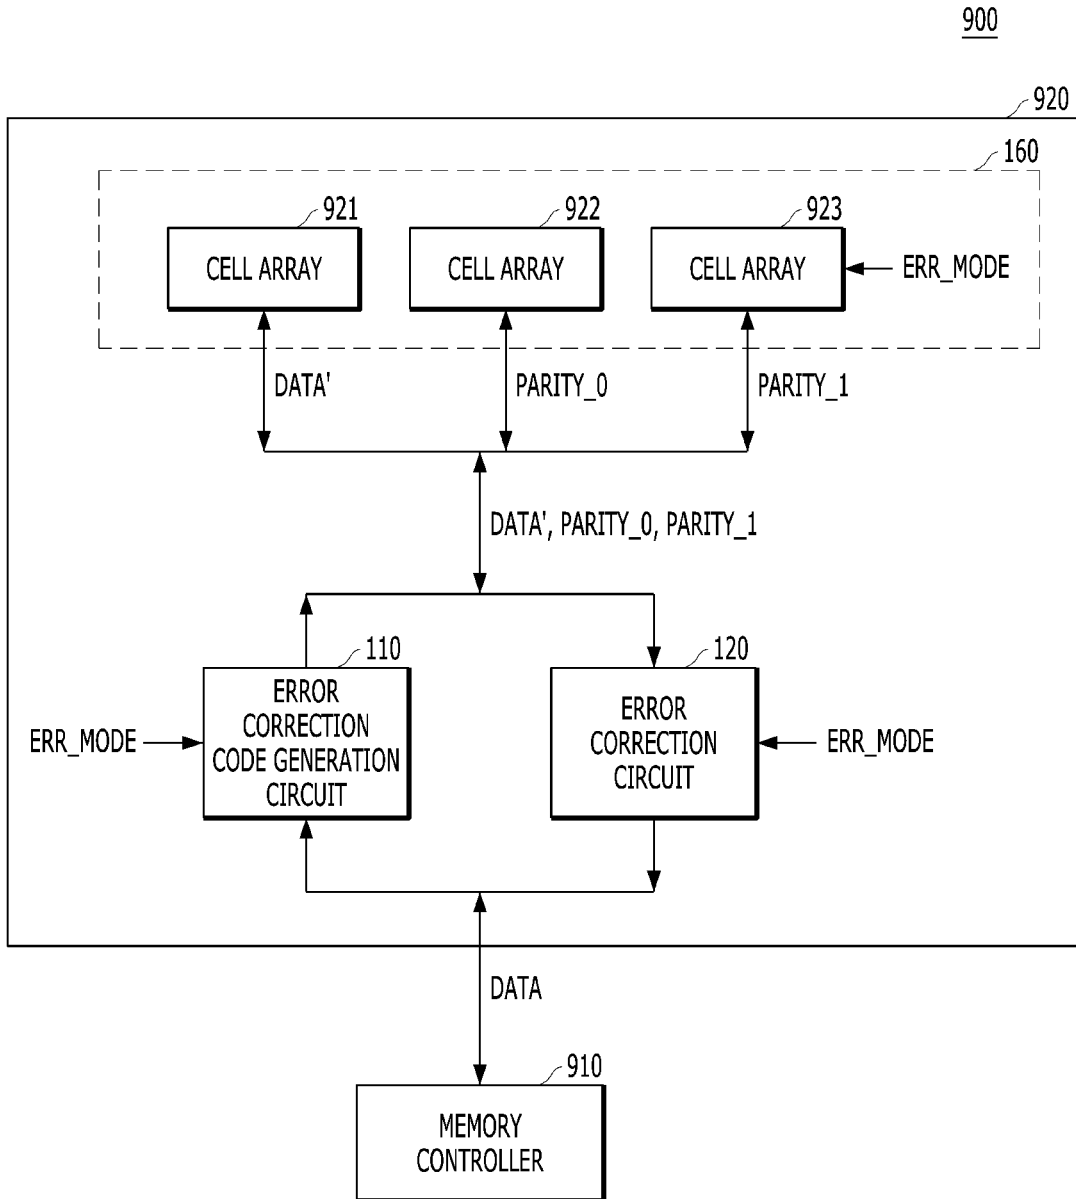 900
920
160
921
922
923
CELL ARRAY
CELL ARRAY
CELL ARRAY
ERR_MODE
DATA'
PARITY_0
PARITY_1
DATA', PARITY_0, PARITY_1
110
120
ERROR
CORRECTION
CODE GENERATION
CIRCUIT
ERR_MODE
ERROR
CORRECTION
CIRCUIT
ERR_MODE
DATA
910
MEMORY
CONTROLLER